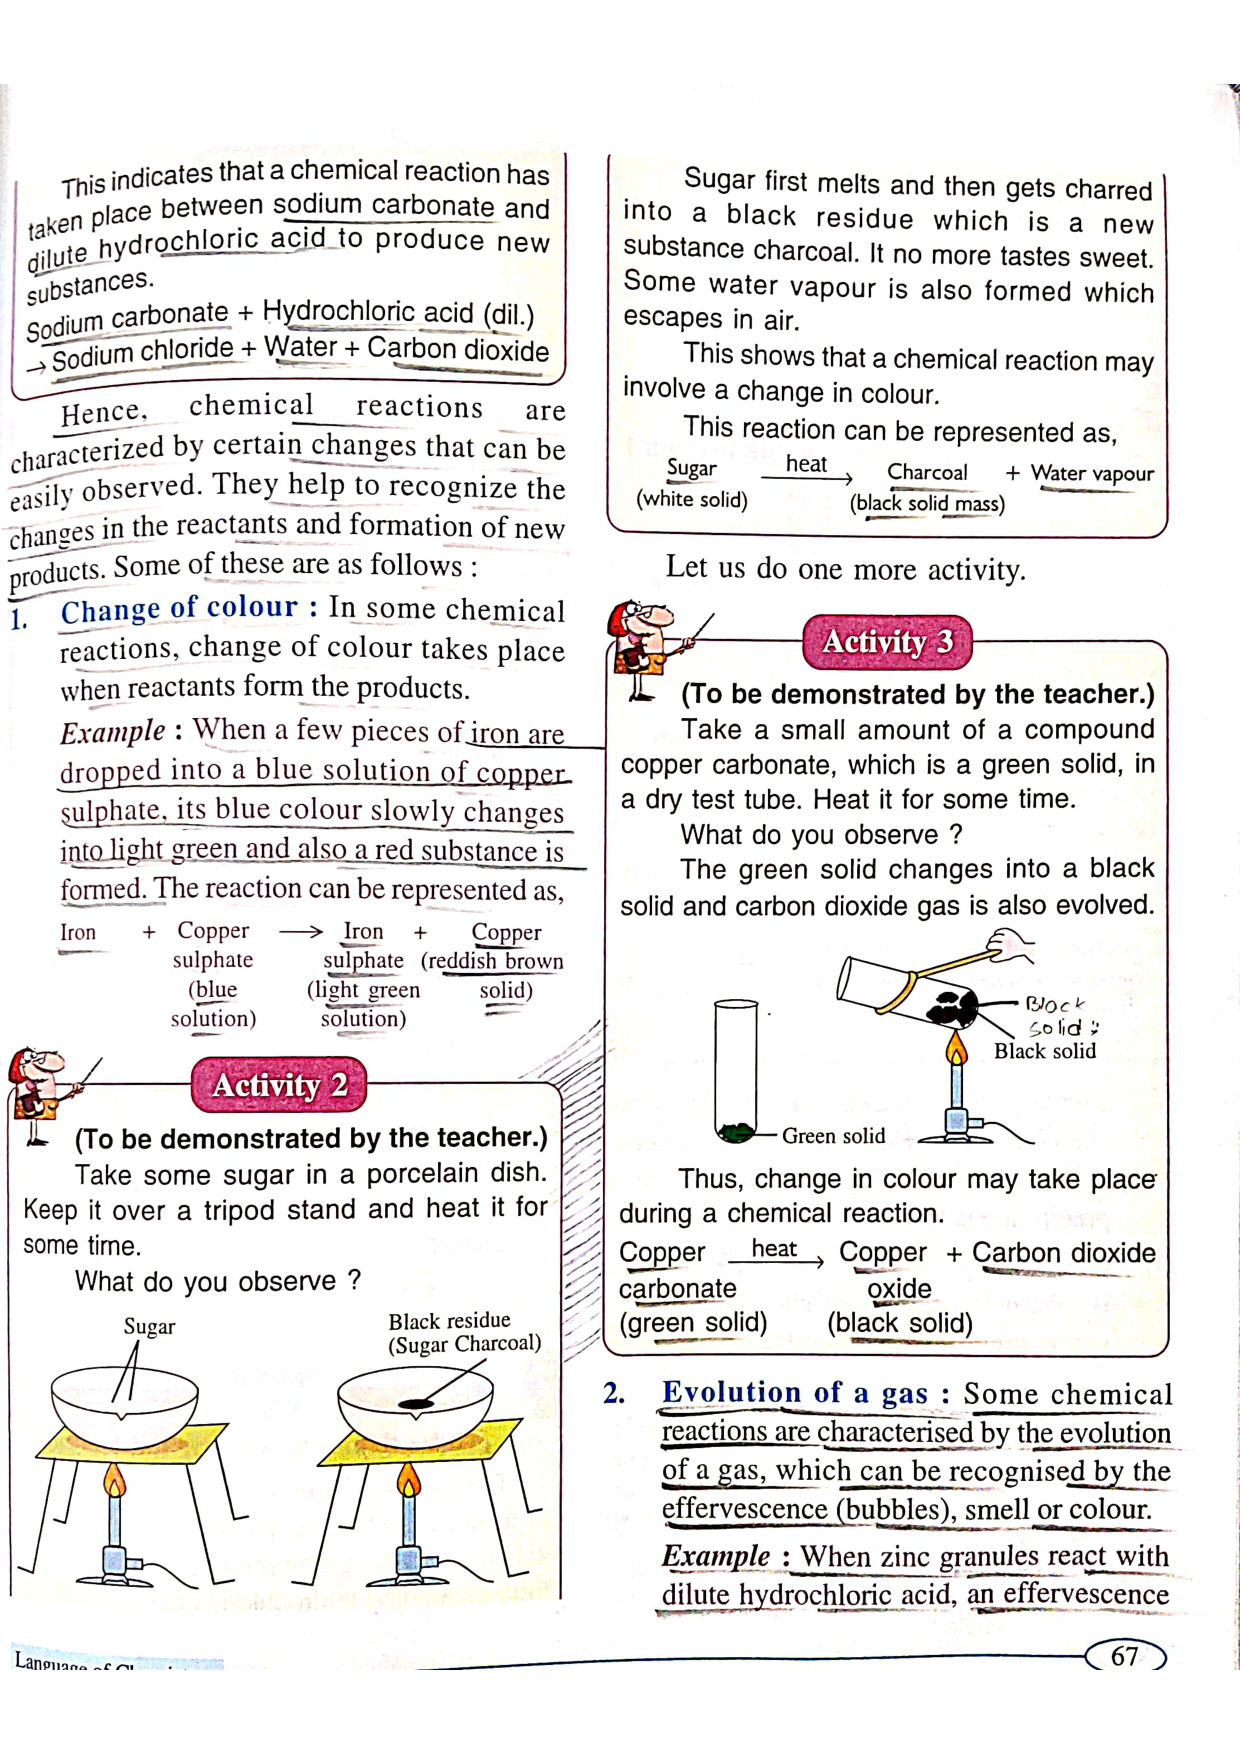 This indicates that a chemical reaction has
taken place between sodium carbonate and
dilute hydrochloric acid to produce new
substances.
Sodium carbonate + Hydrochloric acid (dil.)
→ Sodium chloride + Water + Carbon dioxide
Hence, chemical reactions are
characterized by certain changes that can be
easily observed. They help to recognize the
changes in the reactants and formation of new
products. Some of these are as follows :
1. Change of colour : In some chemical
reactions, change of colour takes place
when reactants form the products.
Example : When a few pieces of iron are
dropped into a blue solution of copper
sulphate, its blue colour slowly changes
into light green and also a red substance is
formed. The reaction can be represented as,
Iron + Copper → Iron + Copper
sulphate sulphate (reddish brown
(blue (light green solid)
solution) solution)
Activity 2
(To be demonstrated by the teacher.)
Take some sugar in a porcelain dish.
Keep it over a tripod stand and heat it for
some time.
What do you observe ?
Sugar
Black residue
(Sugar Charcoal)
Sugar first melts and then gets charred
into a black residue which is a new
substance charcoal. It no more tastes sweet.
Some water vapour is also formed which
escapes in air.
This shows that a chemical reaction may
involve a change in colour.
This reaction can be represented as,
Sugar heat → Charcoal + Water vapour
(white solid) (black solid mass)
Let us do one more activity.
Activity 3
(To be demonstrated by the teacher.)
Take a small amount of a compound
copper carbonate, which is a green solid, in
a dry test tube. Heat it for some time.
What do you observe ?
The green solid changes into a black
solid and carbon dioxide gas is also evolved.
Block
solid
Black solid
Green solid
Thus, change in colour may take place
during a chemical reaction.
Copper heat → Copper + Carbon dioxide
carbonate oxide
(green solid) (black solid)
2. Evolution of a gas : Some chemical
reactions are characterised by the evolution
of a gas, which can be recognised by the
effervescence (bubbles), smell or colour.
Example : When zinc granules react with
dilute hydrochloric acid, an effervescence
Language of
67